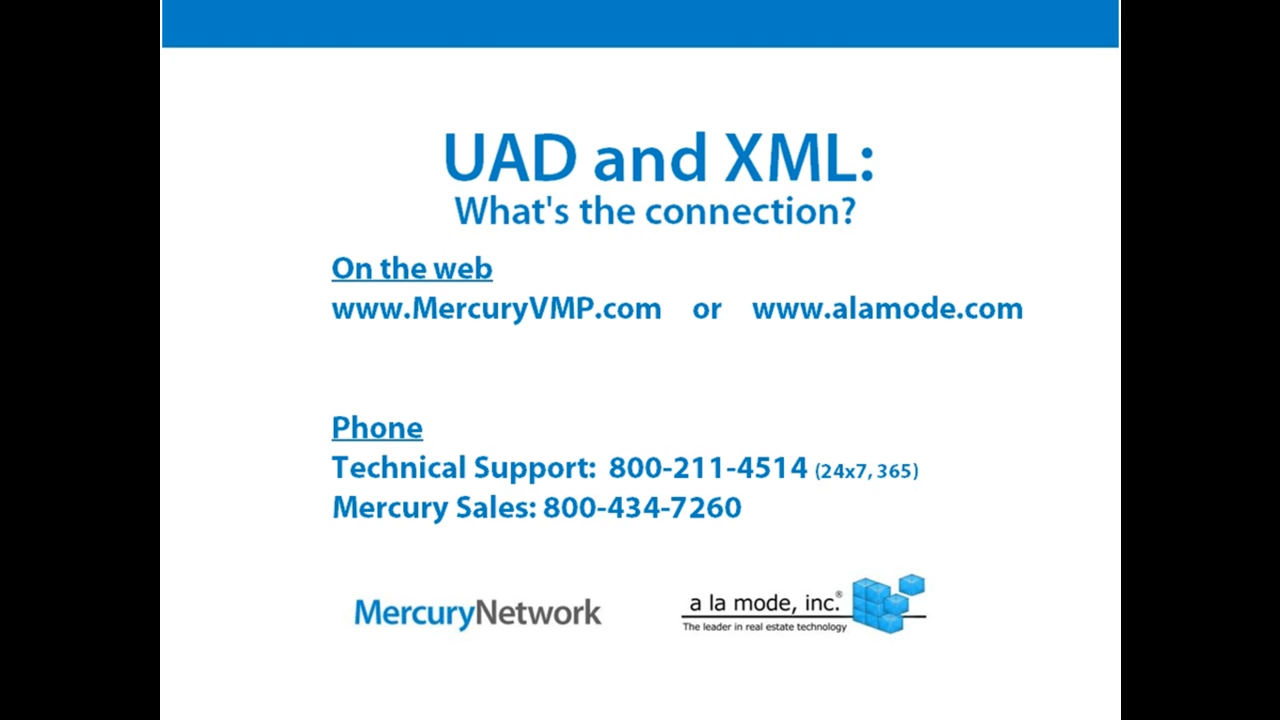 UAD and XML:
What's the connection?
On the web
www.MercuryVMP.com or www.alamode.com
Phone
Technical Support: 800-211-4514 (24x7, 365)
Mercury Sales: 800-434-7260
MercuryNetwork
a la mode, inc.®
The leader in real estate technology